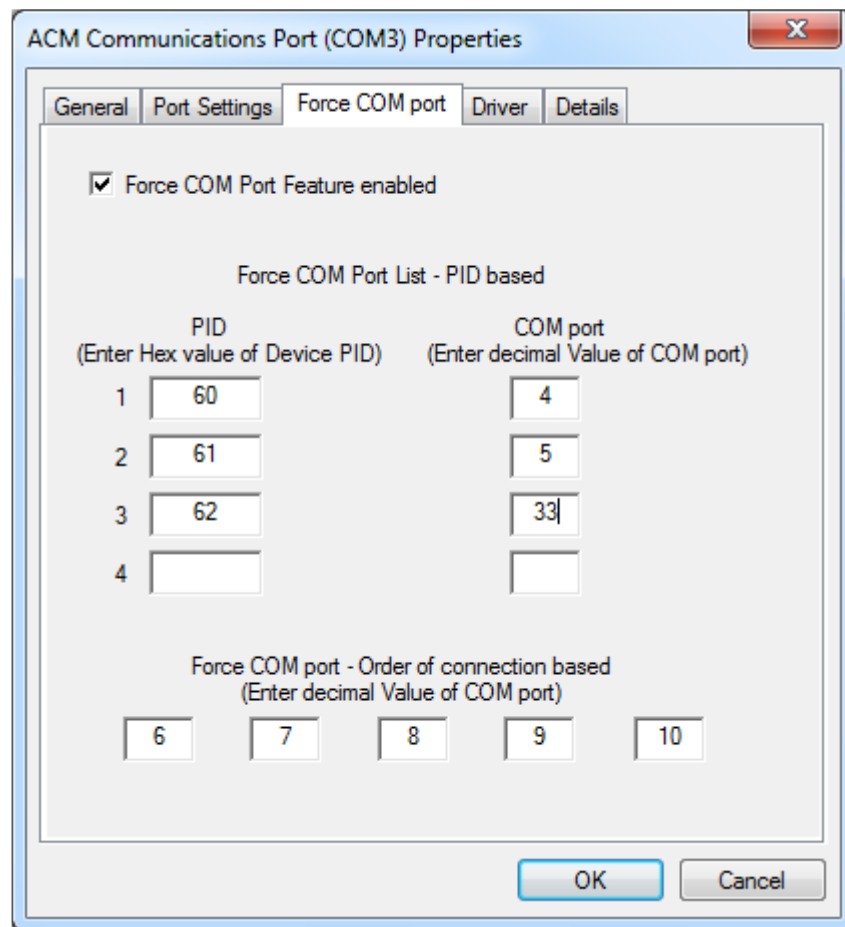 ACM Communications Port (COM3) Properties
General Port Settings Force COM port Driver Details
Force COM Port Feature enabled
Force COM Port List - PID based
PID COM port
(Enter Hex value of Device PID) (Enter decimal Value of COM port)
1 60 4
2 61 5
3 62 33
4
Force COM port - Order of connection based
(Enter decimal Value of COM port)
6 7 8 9 10
OK Cancel